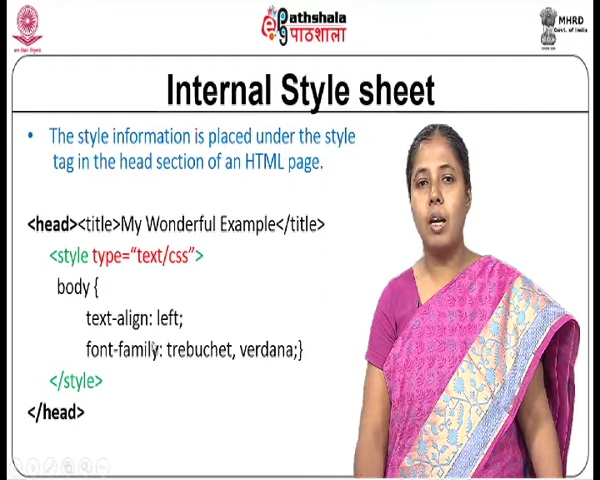 Pathshala
पाठशाला
MHRD
Govt. of India
Internal Style sheet
• The style information is placed under the style
tag in the head section of an HTML page.
<head><title>My Wonderful Example</title>
<style type=“text/css”>
body {
text-align: left;
font-family: trebuchet, verdana;}
</style>
</head>